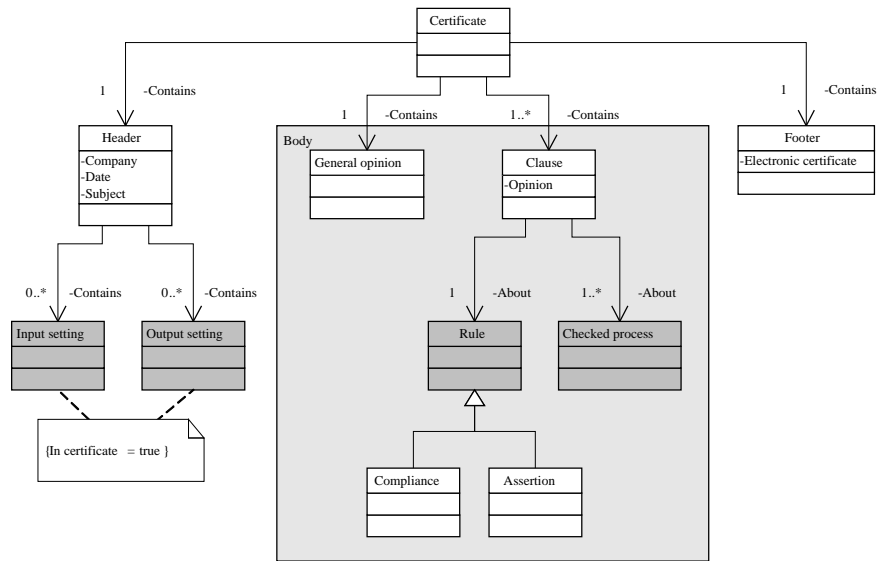 Certificate
1 -Contains
1 -Contains
1..* -Contains
1 -Contains
Header
-Company
-Date
-Subject
Body
General opinion
Clause
-Opinion
Footer
-Electronic certificate
0..* -Contains
0..* -Contains
1 -About
1..* -About
Input setting
Output setting
Rule
Checked process
{In certificate = true }
Compliance
Assertion